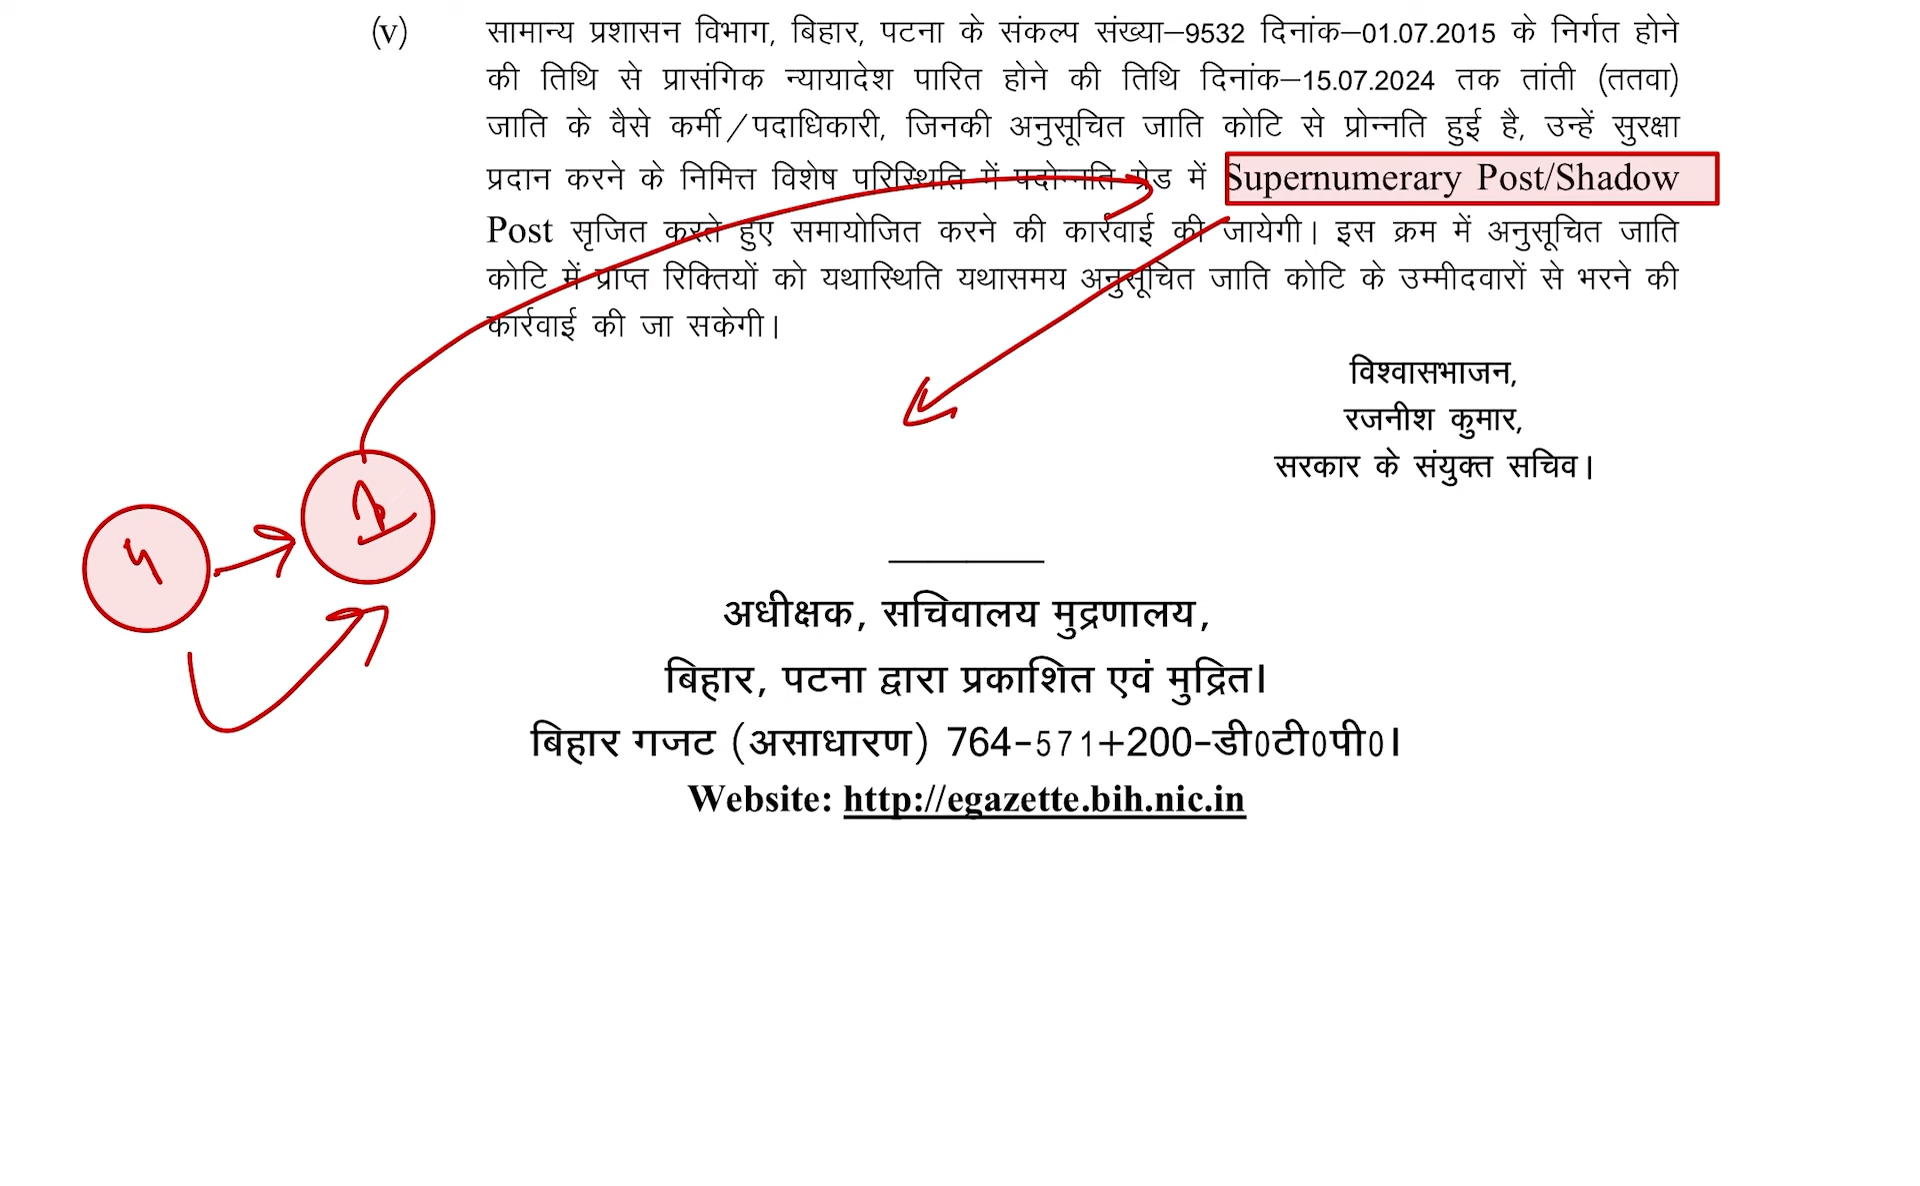 (v) सामान्य प्रशासन विभाग, बिहार, पटना के संकल्प संख्या–9532 दिनांक–01.07.2015 के निर्गत होने
की तिथि से प्रासंगिक न्यायादेश पारित होने की तिथि दिनांक–15.07.2024 तक तांती (ततवा)
जाति के वैसे कर्मी/पदाधिकारी, जिनकी अनुसूचित जाति कोटि से प्रोन्नति हुई है, उन्हें सुरक्षा
प्रदान करने के निमित्त विशेष परिस्थिति में पदोन्नति ग्रेड में Supernumerary Post/Shadow
Post सृजित करते हुए समायोजित करने की कार्रवाई की जायेगी। इस क्रम में अनुसूचित जाति
कोटि में प्राप्त रिक्तियों को यथास्थिति यथासमय अनुसूचित जाति कोटि के उम्मीदवारों से भरने की
कार्रवाई की जा सकेगी।
विश्वासभाजन,
रजनीश कुमार,
सरकार के संयुक्त सचिव।
अधीक्षक, सचिवालय मुद्रणालय,
बिहार, पटना द्वारा प्रकाशित एवं मुद्रित।
बिहार गजट (असाधारण) 764-571+200-डी0टी0पी0।
Website: http://egazette.bih.nic.in